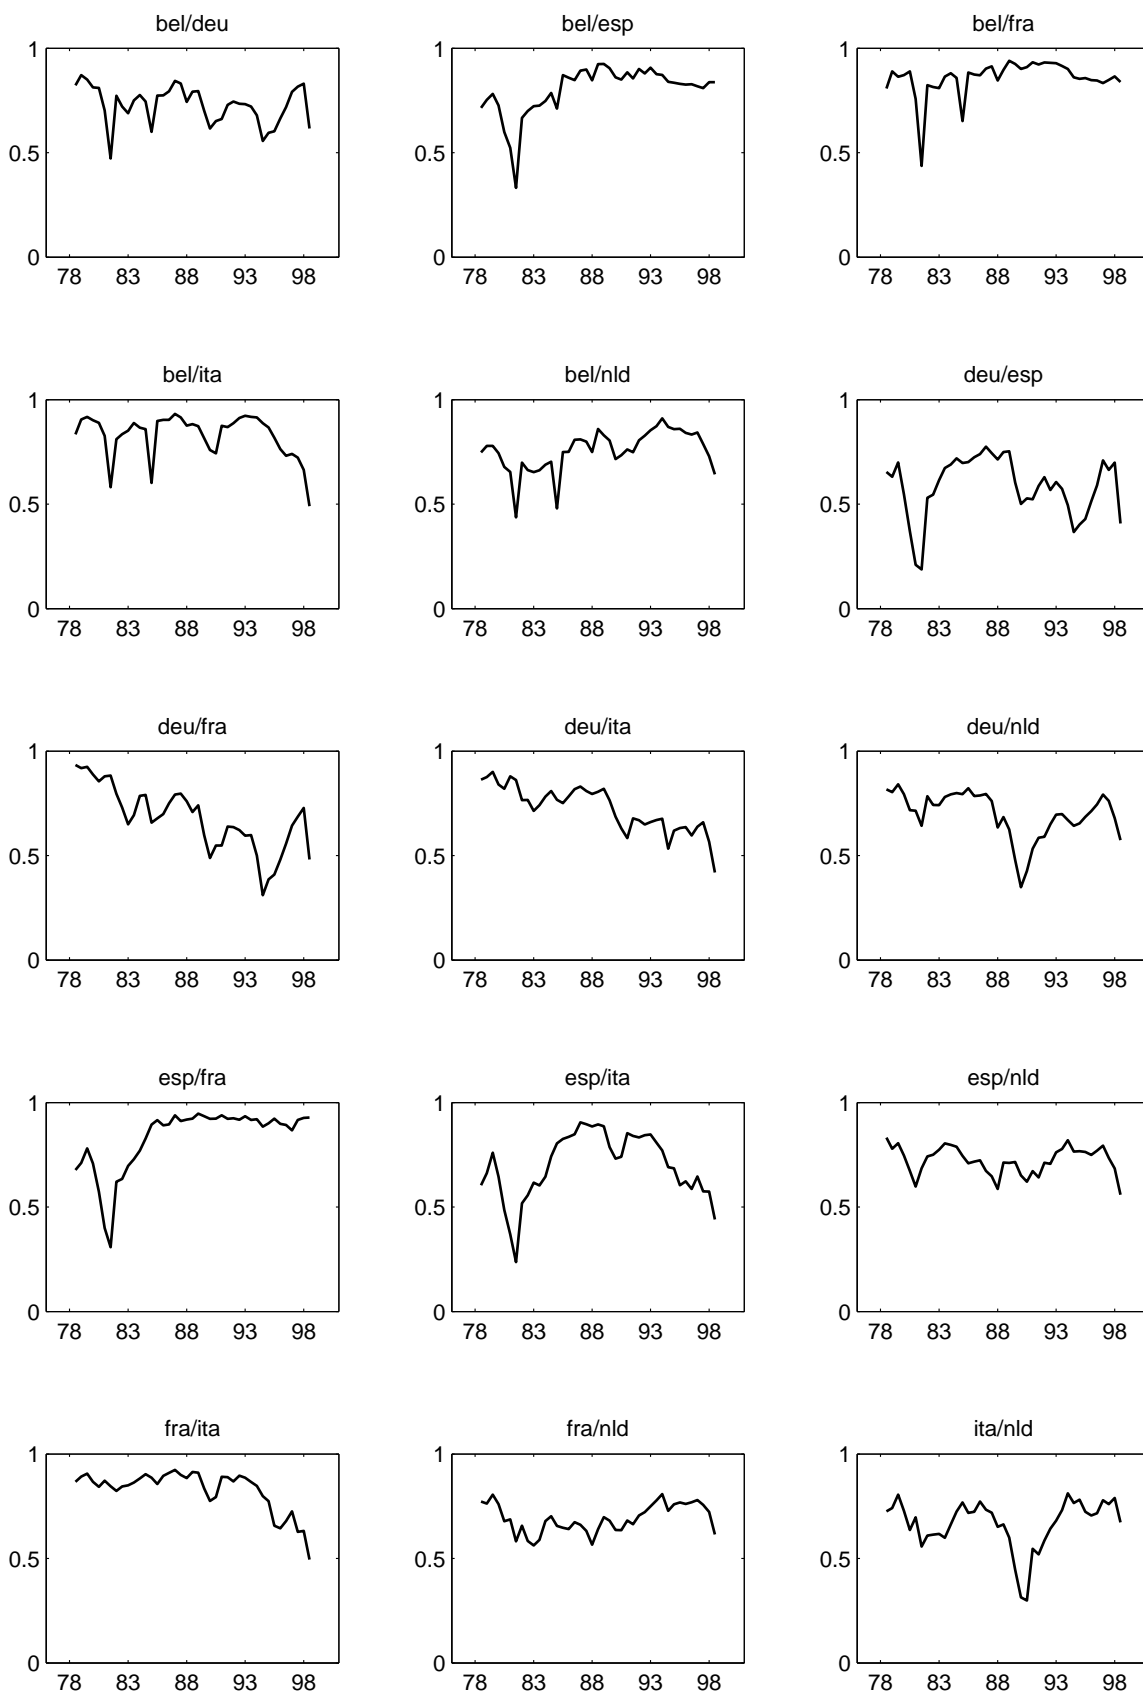 bel/deu bel/esp bel/fra
1 1 1
0.5 0.5 0.5
0 0 0
78 83 88 93 98 78 83 88 93 98 78 83 88 93 98
bel/ita bel/nld deu/esp
1 1 1
0.5 0.5 0.5
0 0 0
78 83 88 93 98 78 83 88 93 98 78 83 88 93 98
deu/fra deu/ita deu/nld
1 1 1
0.5 0.5 0.5
0 0 0
78 83 88 93 98 78 83 88 93 98 78 83 88 93 98
esp/fra esp/ita esp/nld
1 1 1
0.5 0.5 0.5
0 0 0
78 83 88 93 98 78 83 88 93 98 78 83 88 93 98
fra/ita fra/nld ita/nld
1 1 1
0.5 0.5 0.5
0 0 0
78 83 88 93 98 78 83 88 93 98 78 83 88 93 98